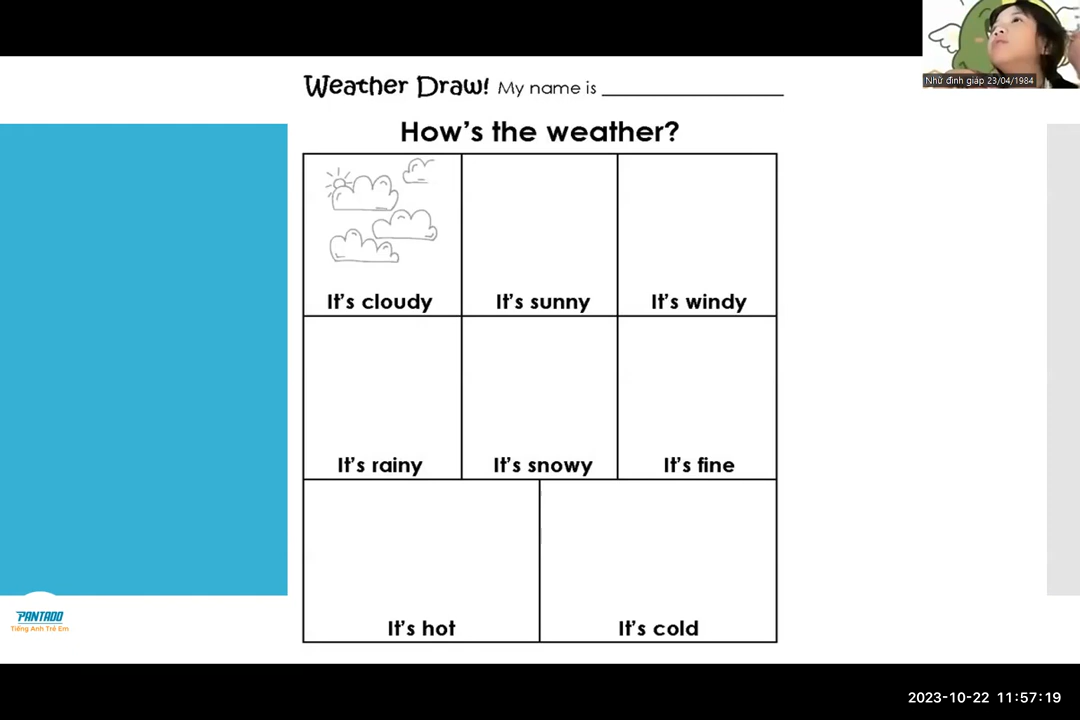 Nhữ đình giáp 23/04/1984
Weather Draw! My name is
How's the weather?
It's cloudy
It's sunny
It's windy
It's rainy
It's snowy
It's fine
It's hot
It's cold
PANTADO
Tiếng Anh Trẻ Em
2023-10-22 11:57:19